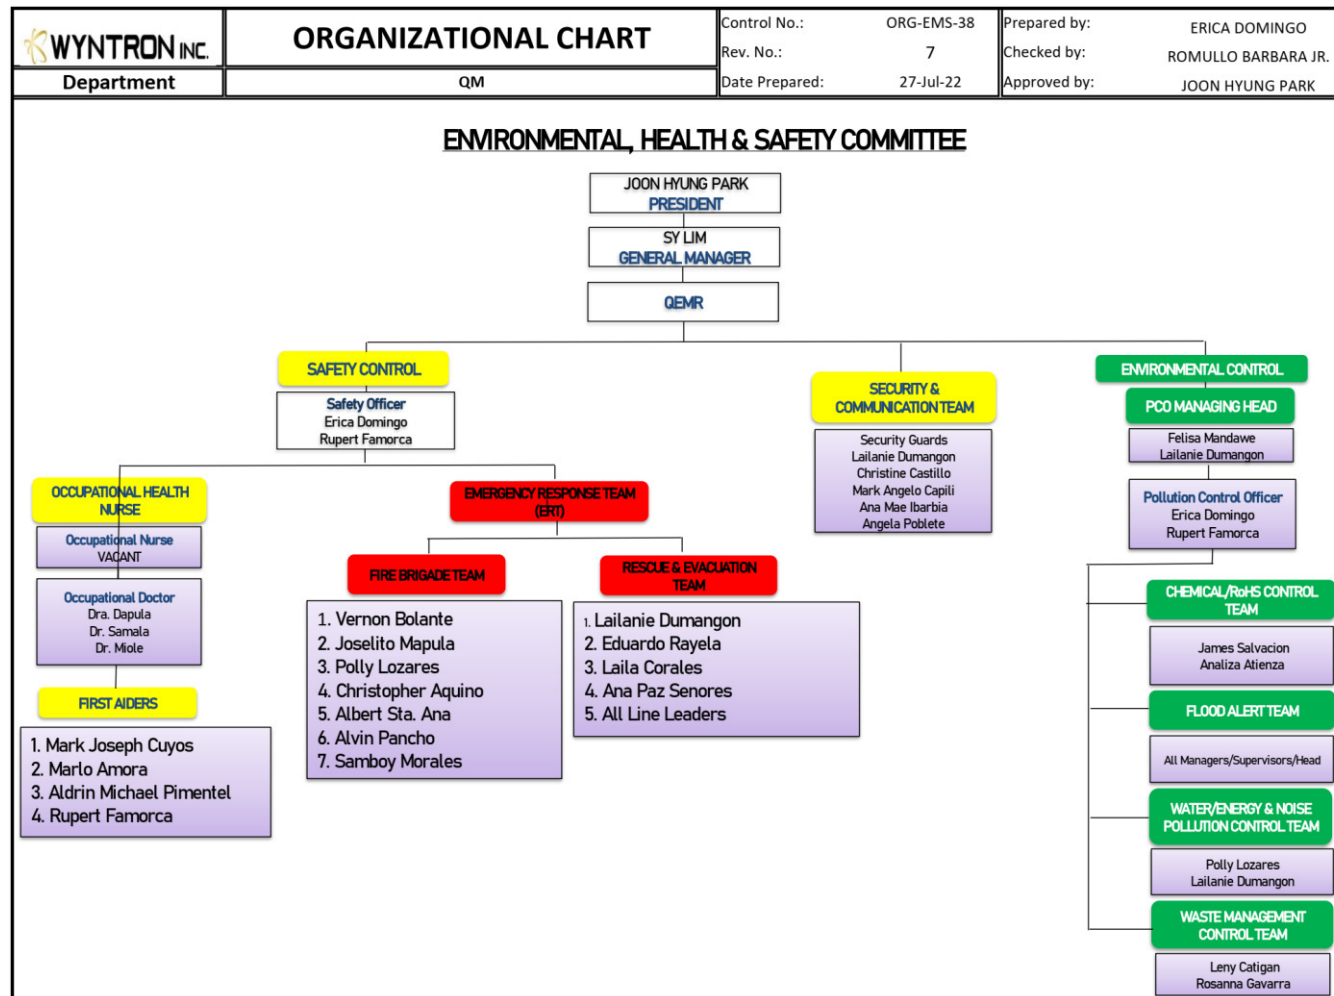 WYNTRON INC.
ORGANIZATIONAL CHART
Control No.: ORG-EMS-38
Rev. No.: 7
Date Prepared: 27-Jul-22
Prepared by: ERICA DOMINGO
Checked by: ROMULLO BARBARA JR.
Approved by: JOON HYUNG PARK
Department
QM
ENVIRONMENTAL, HEALTH & SAFETY COMMITTEE
JOON HYUNG PARK
PRESIDENT
SY LIM
GENERAL MANAGER
QEMR
SAFETY CONTROL
Safety Officer
Erica Domingo
Rupert Famorca
OCCUPATIONAL HEALTH
NURSE
Occupational Nurse
VACANT
Occupational Doctor
Dra. Dapula
Dr. Samala
Dr. Miole
FIRST AIDERS
1. Mark Joseph Cuyos
2. Marlo Amora
3. Aldrin Michael Pimentel
4. Rupert Famorca
EMERGENCY RESPONSE TEAM
(ERT)
FIRE BRIGADE TEAM
1. Vernon Bolante
2. Joselito Mapula
3. Polly Lozares
4. Christopher Aquino
5. Albert Sta. Ana
6. Alvin Pancho
7. Samboy Morales
RESCUE & EVACUATION
TEAM
1. Lailanie Dumangon
2. Eduardo Rayela
3. Laila Corales
4. Ana Paz Senores
5. All Line Leaders
SECURITY &
COMMUNICATION TEAM
Security Guards
Lailanie Dumangon
Christine Castillo
Mark Angelo Capili
Ana Mae Ibarbia
Angela Poblete
ENVIRONMENTAL CONTROL
PCO MANAGING HEAD
Felisa Mandawe
Lailanie Dumangon
Pollution Control Officer
Erica Domingo
Rupert Famorca
CHEMICAL/RoHS CONTROL
TEAM
James Salvacion
Analiza Atienza
FLOOD ALERT TEAM
All Managers/Supervisors/Head
WATER/ENERGY & NOISE
POLLUTION CONTROL TEAM
Polly Lozares
Lailanie Dumangon
WASTE MANAGEMENT
CONTROL TEAM
Leny Catigan
Rosanna Gavarra